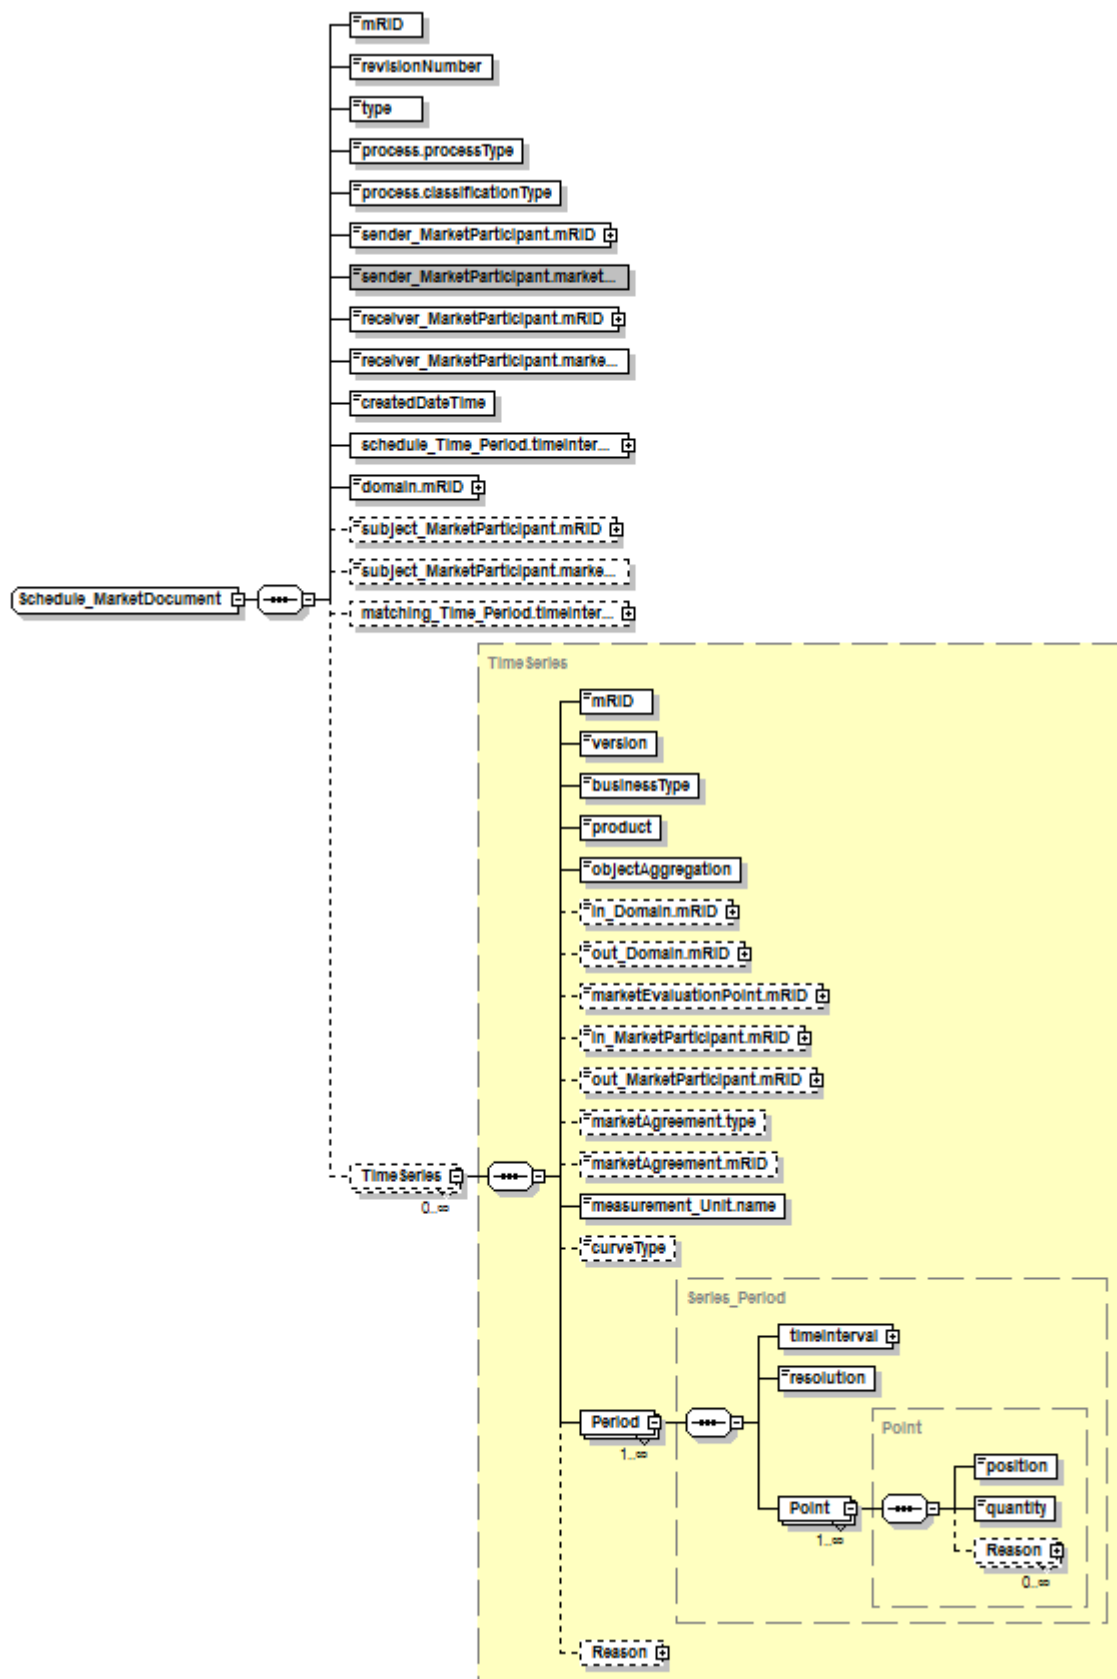 mRID
revisionNumber
type
process.processType
process.classificationType
sender_MarketParticipant.mRID
sender_MarketParticipant.market...
receiver_MarketParticipant.mRID
receiver_MarketParticipant.marke...
createdDateTime
schedule_Time_Period.timeInter...
domain.mRID
subject_MarketParticipant.mRID
subject_MarketParticipant.marke...
Schedule_MarketDocument
matching_Time_Period.timeInter...
TimeSeries
mRID
version
businessType
product
objectAggregation
in_Domain.mRID
out_Domain.mRID
marketEvaluationPoint.mRID
in_MarketParticipant.mRID
out_MarketParticipant.mRID
marketAgreement.type
marketAgreement.mRID
TimeSeries
0..∞
measurement_Unit.name
curveType
Series_Period
timeInterval
resolution
Period
1..∞
Point
position
Point
1..∞
quantity
Reason
0..∞
Reason